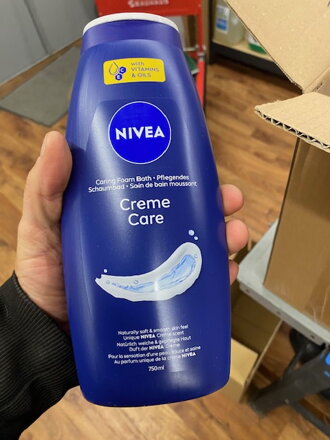 with
VITAMINS
& OILS
C
E
NIVEA
Caring Foam Bath • Pflegendes
Schaumbad • Soin de bain moussant
Creme
Care
Naturally soft & smooth skin feel
Unique NIVEA Creme scent
Natürlich weiche & gepflegte Haut
Duft der NIVEA Creme
Pour la sensation d'une peau douce et saine
Au parfum unique de la crème NIVEA
750ml